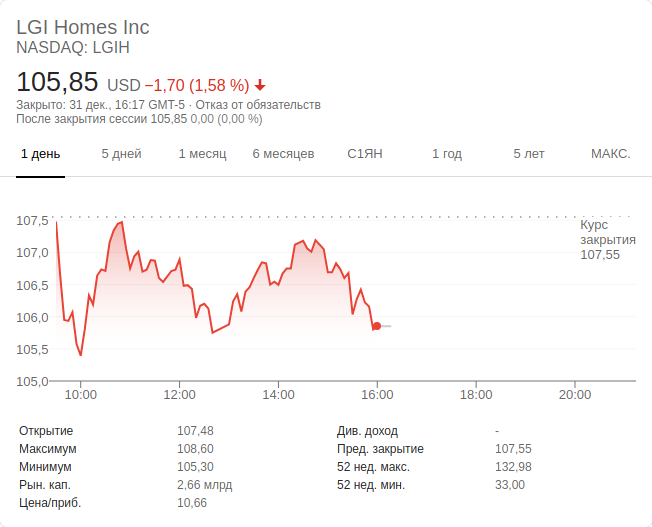 LGI Homes Inc
NASDAQ: LGIH
105,85 USD −1,70 (1,58 %)
Закрыто: 31 дек., 16:17 GMT-5 · Отказ от обязательств
После закрытия сессии 105,85 0,00 (0,00 %)
1 день 5 дней 1 месяц 6 месяцев С1ЯН 1 год 5 лет МАКС.
107,5
107,0
106,5
106,0
105,5
105,0
Курс
закрытия
107,55
10:00 12:00 14:00 16:00 18:00 20:00
Открытие 107,48
Максимум 108,60
Минимум 105,30
Рын. кап. 2,66 млрд
Цена/приб. 10,66
Див. доход -
Пред. закрытие 107,55
52 нед. макс. 132,98
52 нед. мин. 33,00